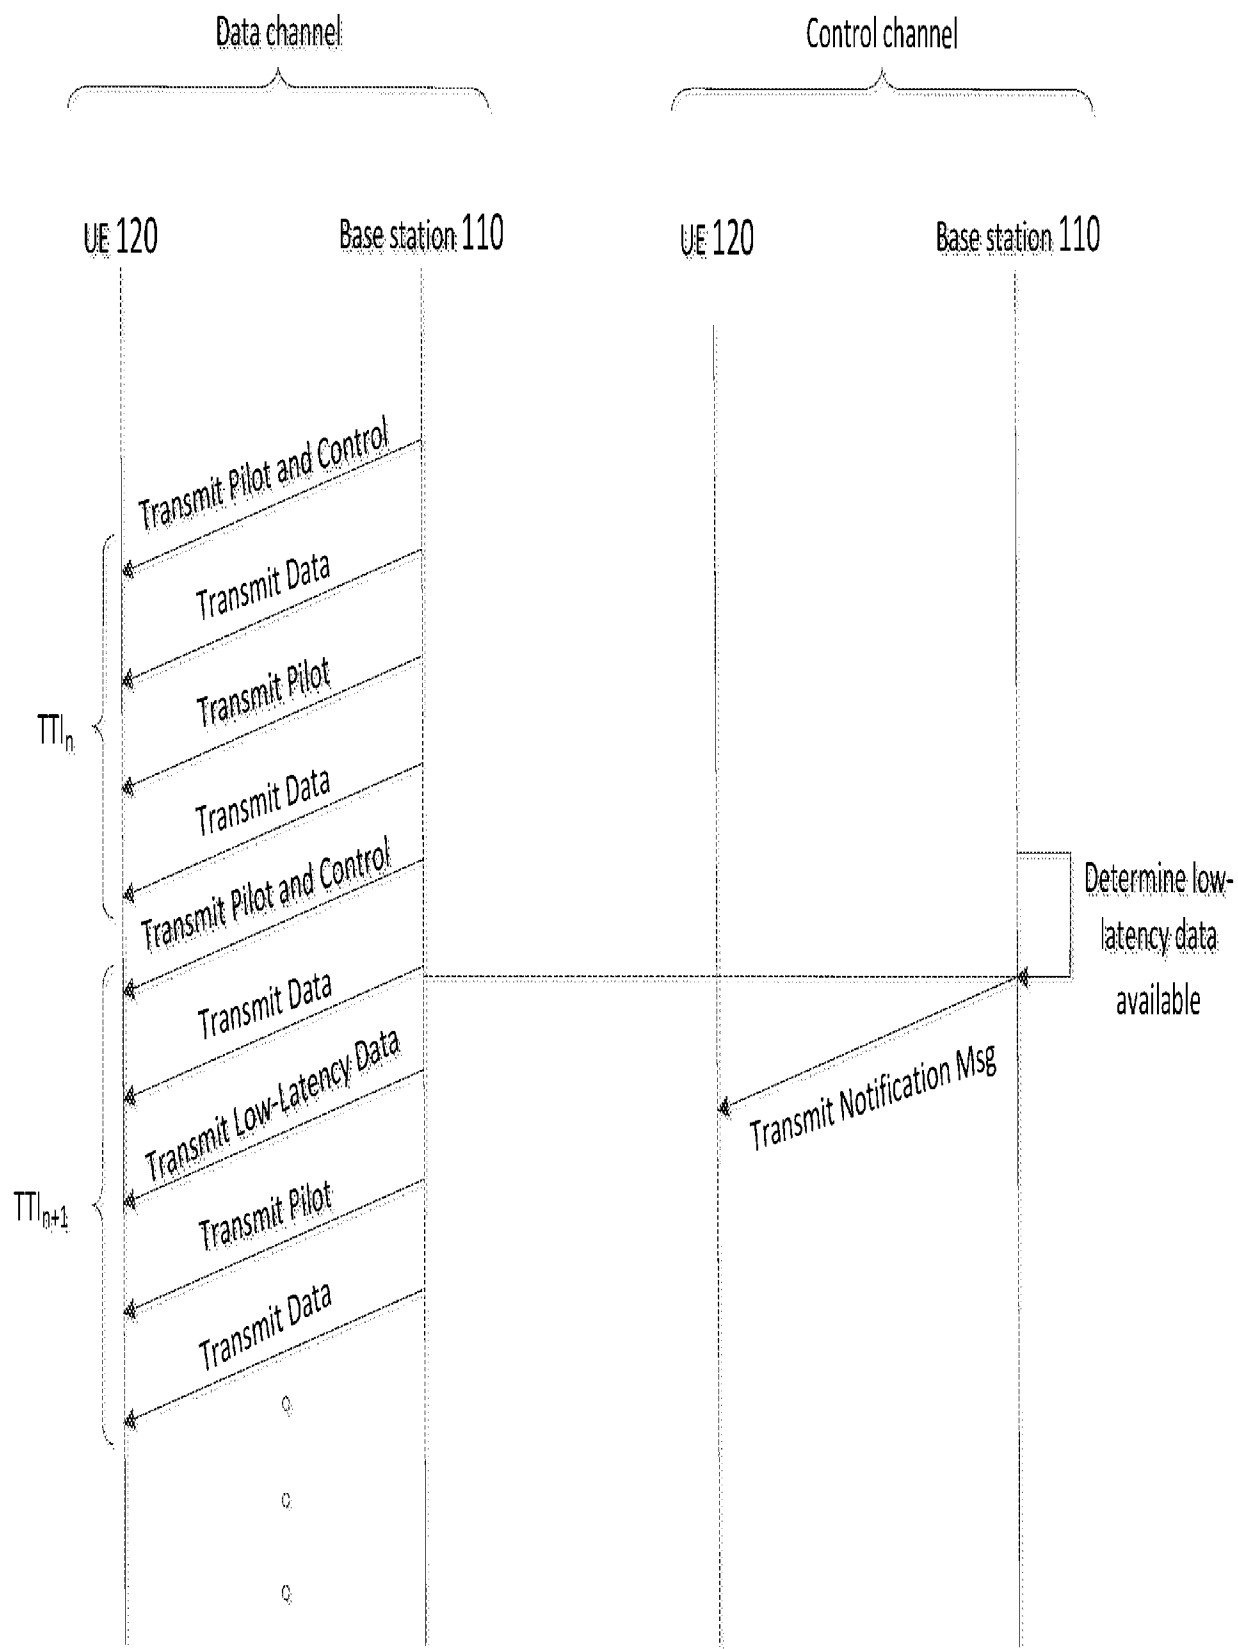 Data channel
Control channel
UE 120
Base station 110
UE 120
Base station 110
Transmit Pilot and Control
Transmit Data
Transmit Pilot
TTIn
Transmit Data
Transmit Pilot and Control
Determine low-
latency data
available
Transmit Data
Transmit Low-Latency Data
Transmit Notification Msg
TTIn+1
Transmit Pilot
Transmit Data